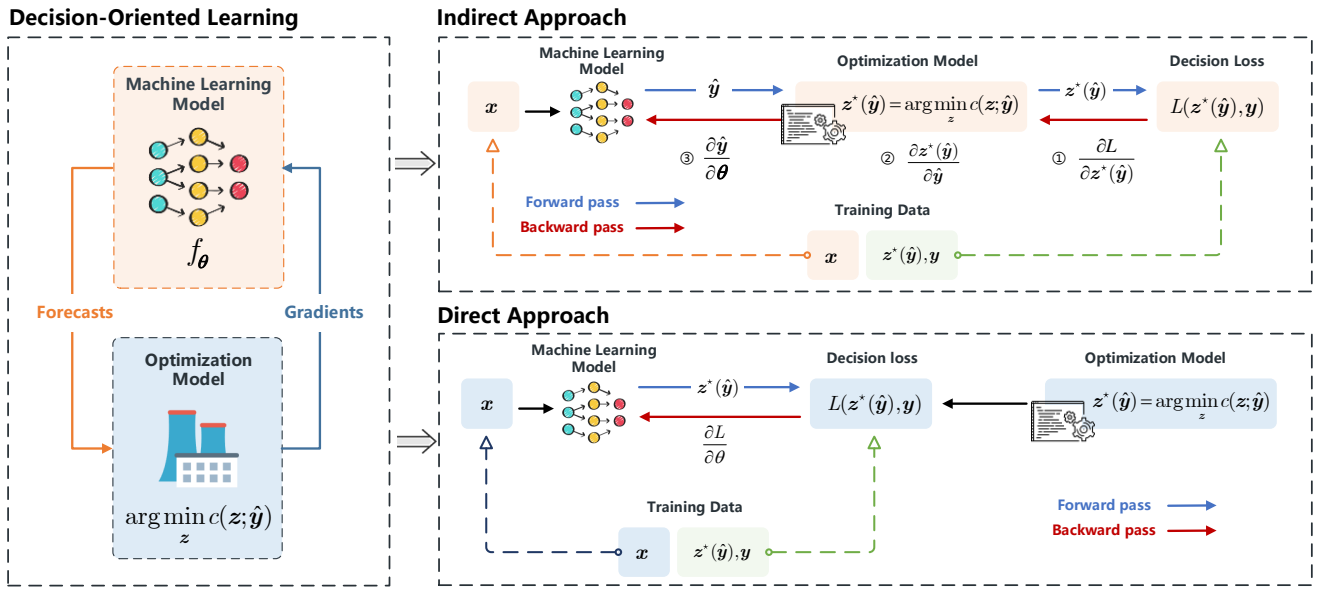 Decision-Oriented Learning
Machine Learning
Model
f_θ
Forecasts
Gradients
Optimization
Model
arg min c(z; ŷ)
z
Indirect Approach
Machine Learning
Model
Optimization Model
Decision Loss
x
ŷ
z*(ŷ) = arg min c(z; ŷ)
z
z*(ŷ)
L(z*(ŷ), y)
③ ∂ŷ/∂θ
② ∂z*(ŷ)/∂ŷ
① ∂L/∂z*(ŷ)
Forward pass
Backward pass
Training Data
x
z*(ŷ), y
Direct Approach
Machine Learning
Model
Decision loss
Optimization Model
x
z*(ŷ)
L(z*(ŷ), y)
z*(ŷ) = arg min c(z; ŷ)
z
∂L/∂θ
Training Data
x
z*(ŷ), y
Forward pass
Backward pass